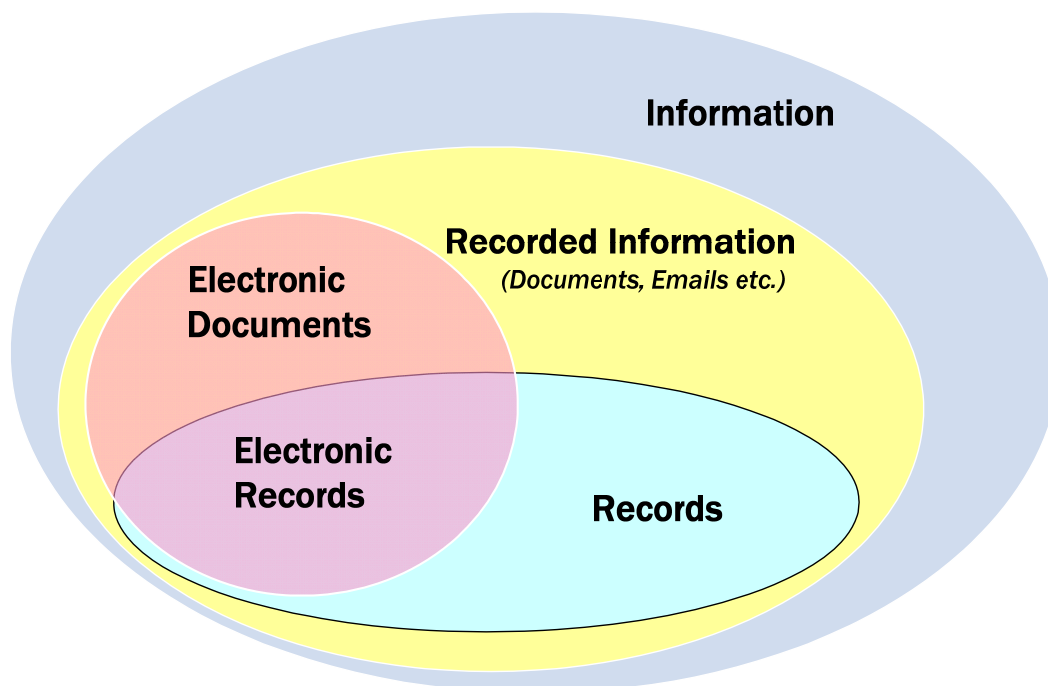 Information
Recorded Information
(Documents, Emails etc.)
Electronic
Documents
Electronic
Records
Records